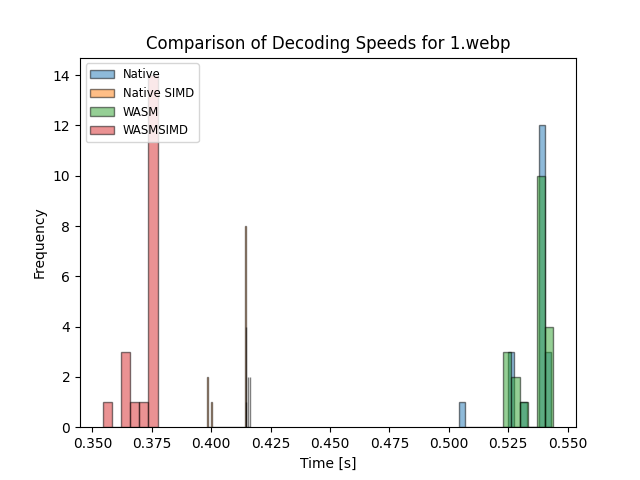 Comparison of Decoding Speeds for 1.webp
Native
Native SIMD
WASM
WASMSIMD
Frequency
14
12
10
8
6
4
2
0
0.350 0.375 0.400 0.425 0.450 0.475 0.500 0.525 0.550
Time [s]